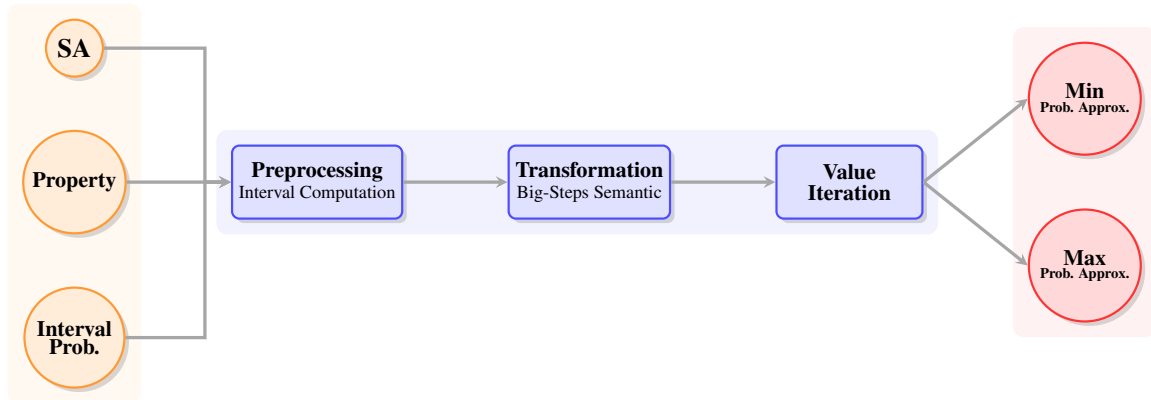 SA
Property
Interval
Prob.
Preprocessing
Interval Computation
Transformation
Big-Steps Semantic
Value
Iteration
Min
Prob. Approx.
Max
Prob. Approx.